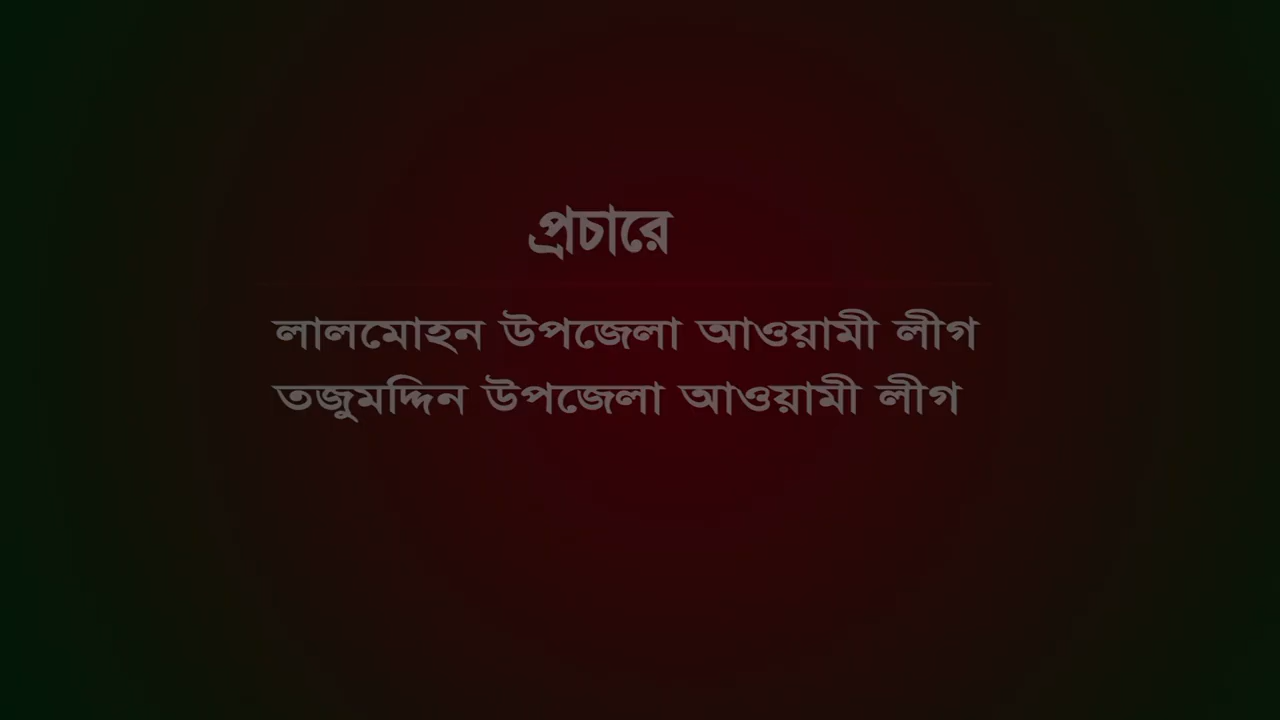 প্রচারে
লালমোহন উপজেলা আওয়ামী লীগ
তজুমদ্দিন উপজেলা আওয়ামী লীগ